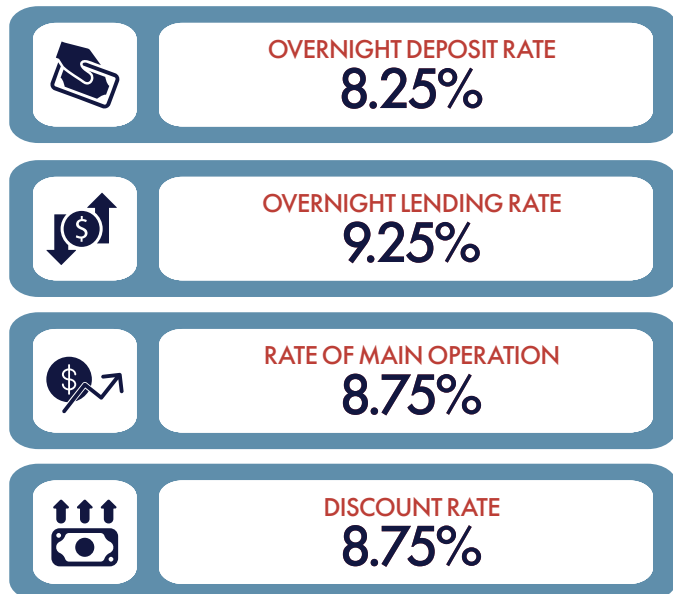 OVERNIGHT DEPOSIT RATE
8.25%
$
OVERNIGHT LENDING RATE
9.25%
$
RATE OF MAIN OPERATION
8.75%
DISCOUNT RATE
8.75%